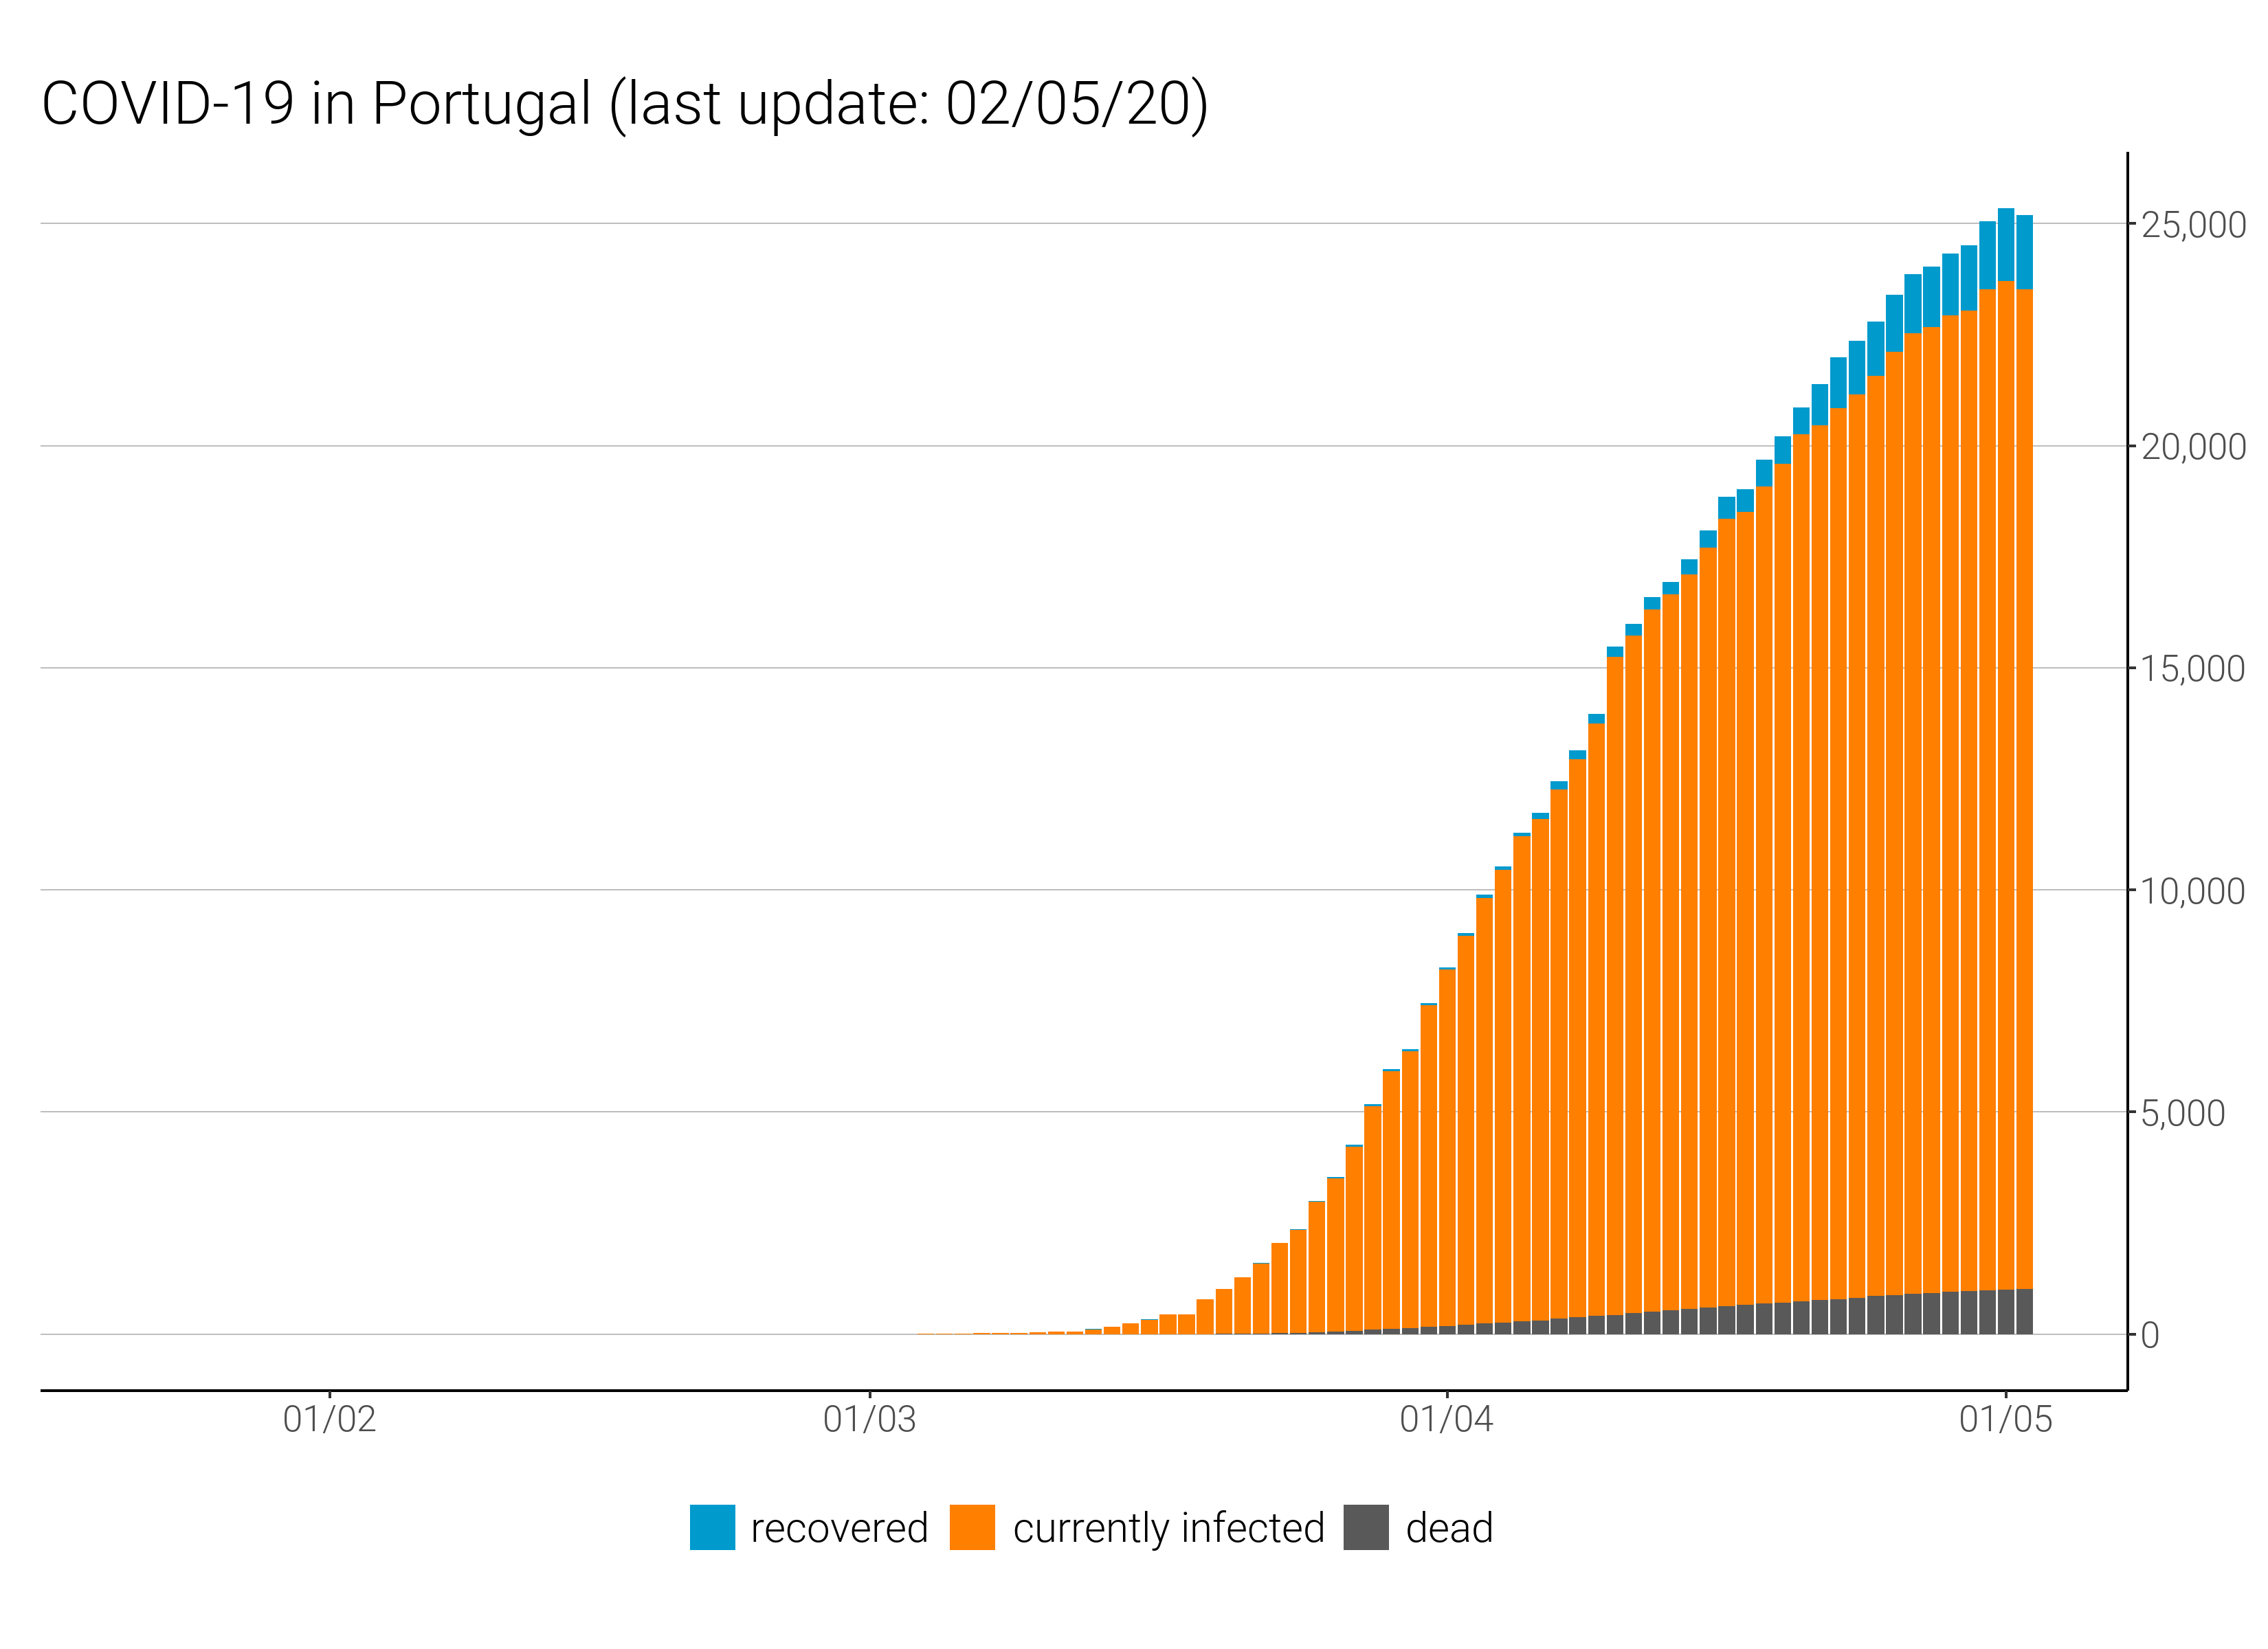 COVID-19 in Portugal (last update: 02/05/20)
25,000
20,000
15,000
10,000
5,000
0
01/02 01/03 01/04 01/05
recovered currently infected dead